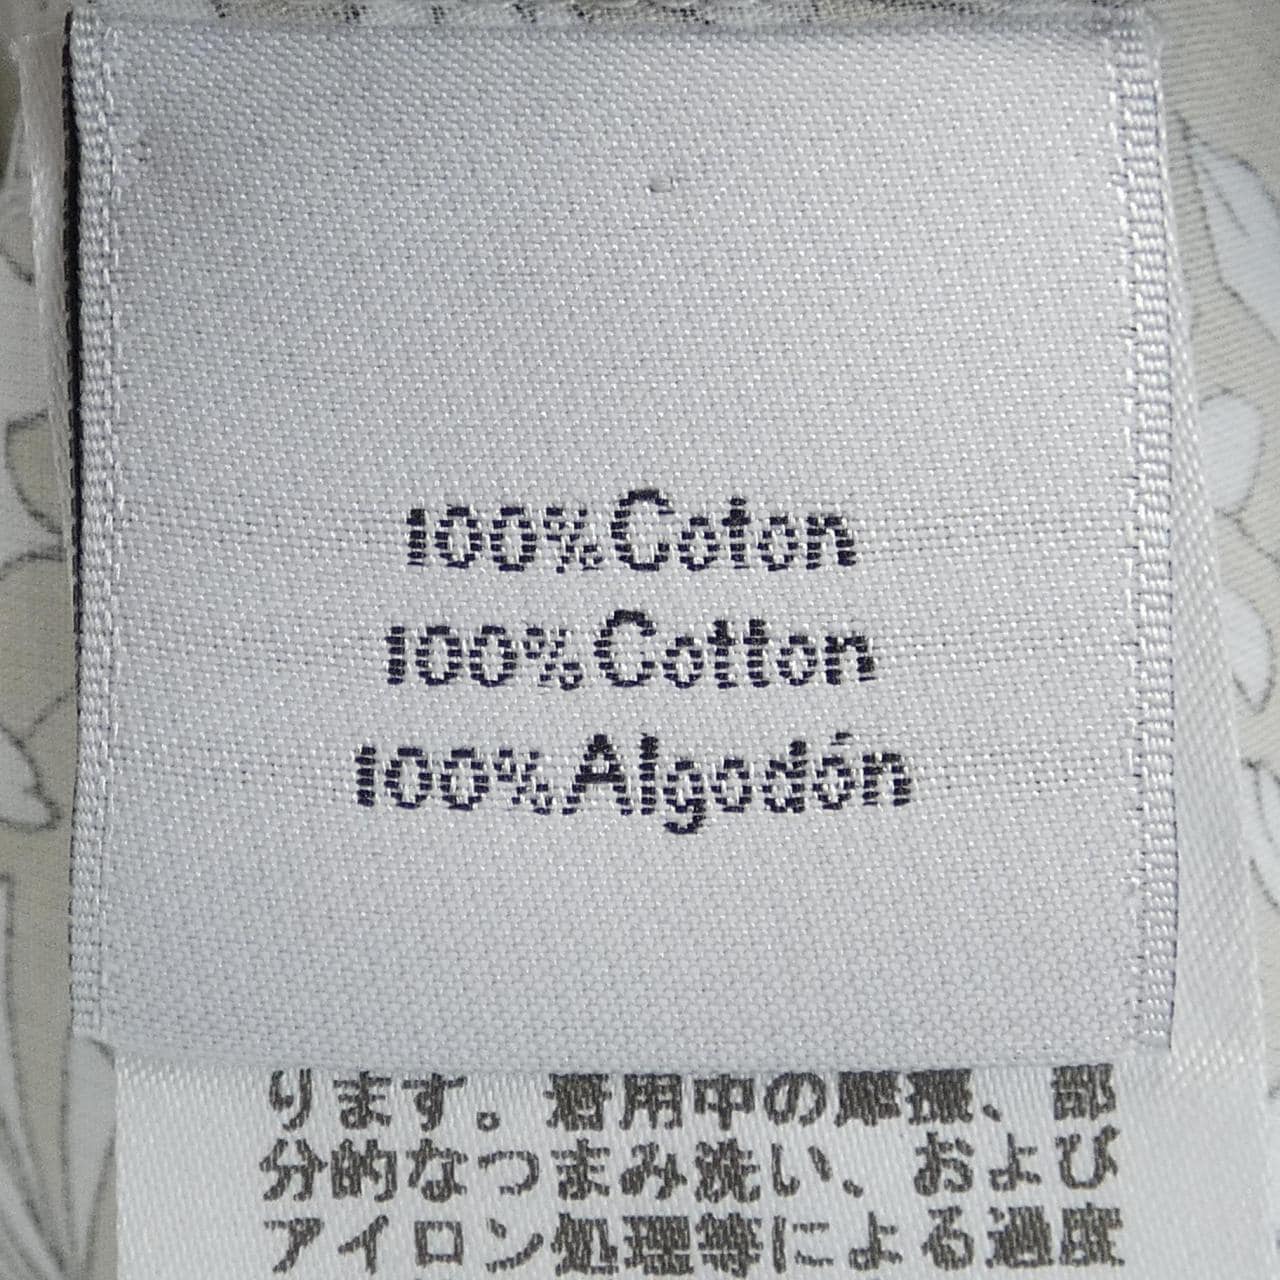 100%Coton
100%Cotton
100%Algodón
ります。着用中の摩擦、部
分的なつまみ洗い、および
アイロン処理等による過度